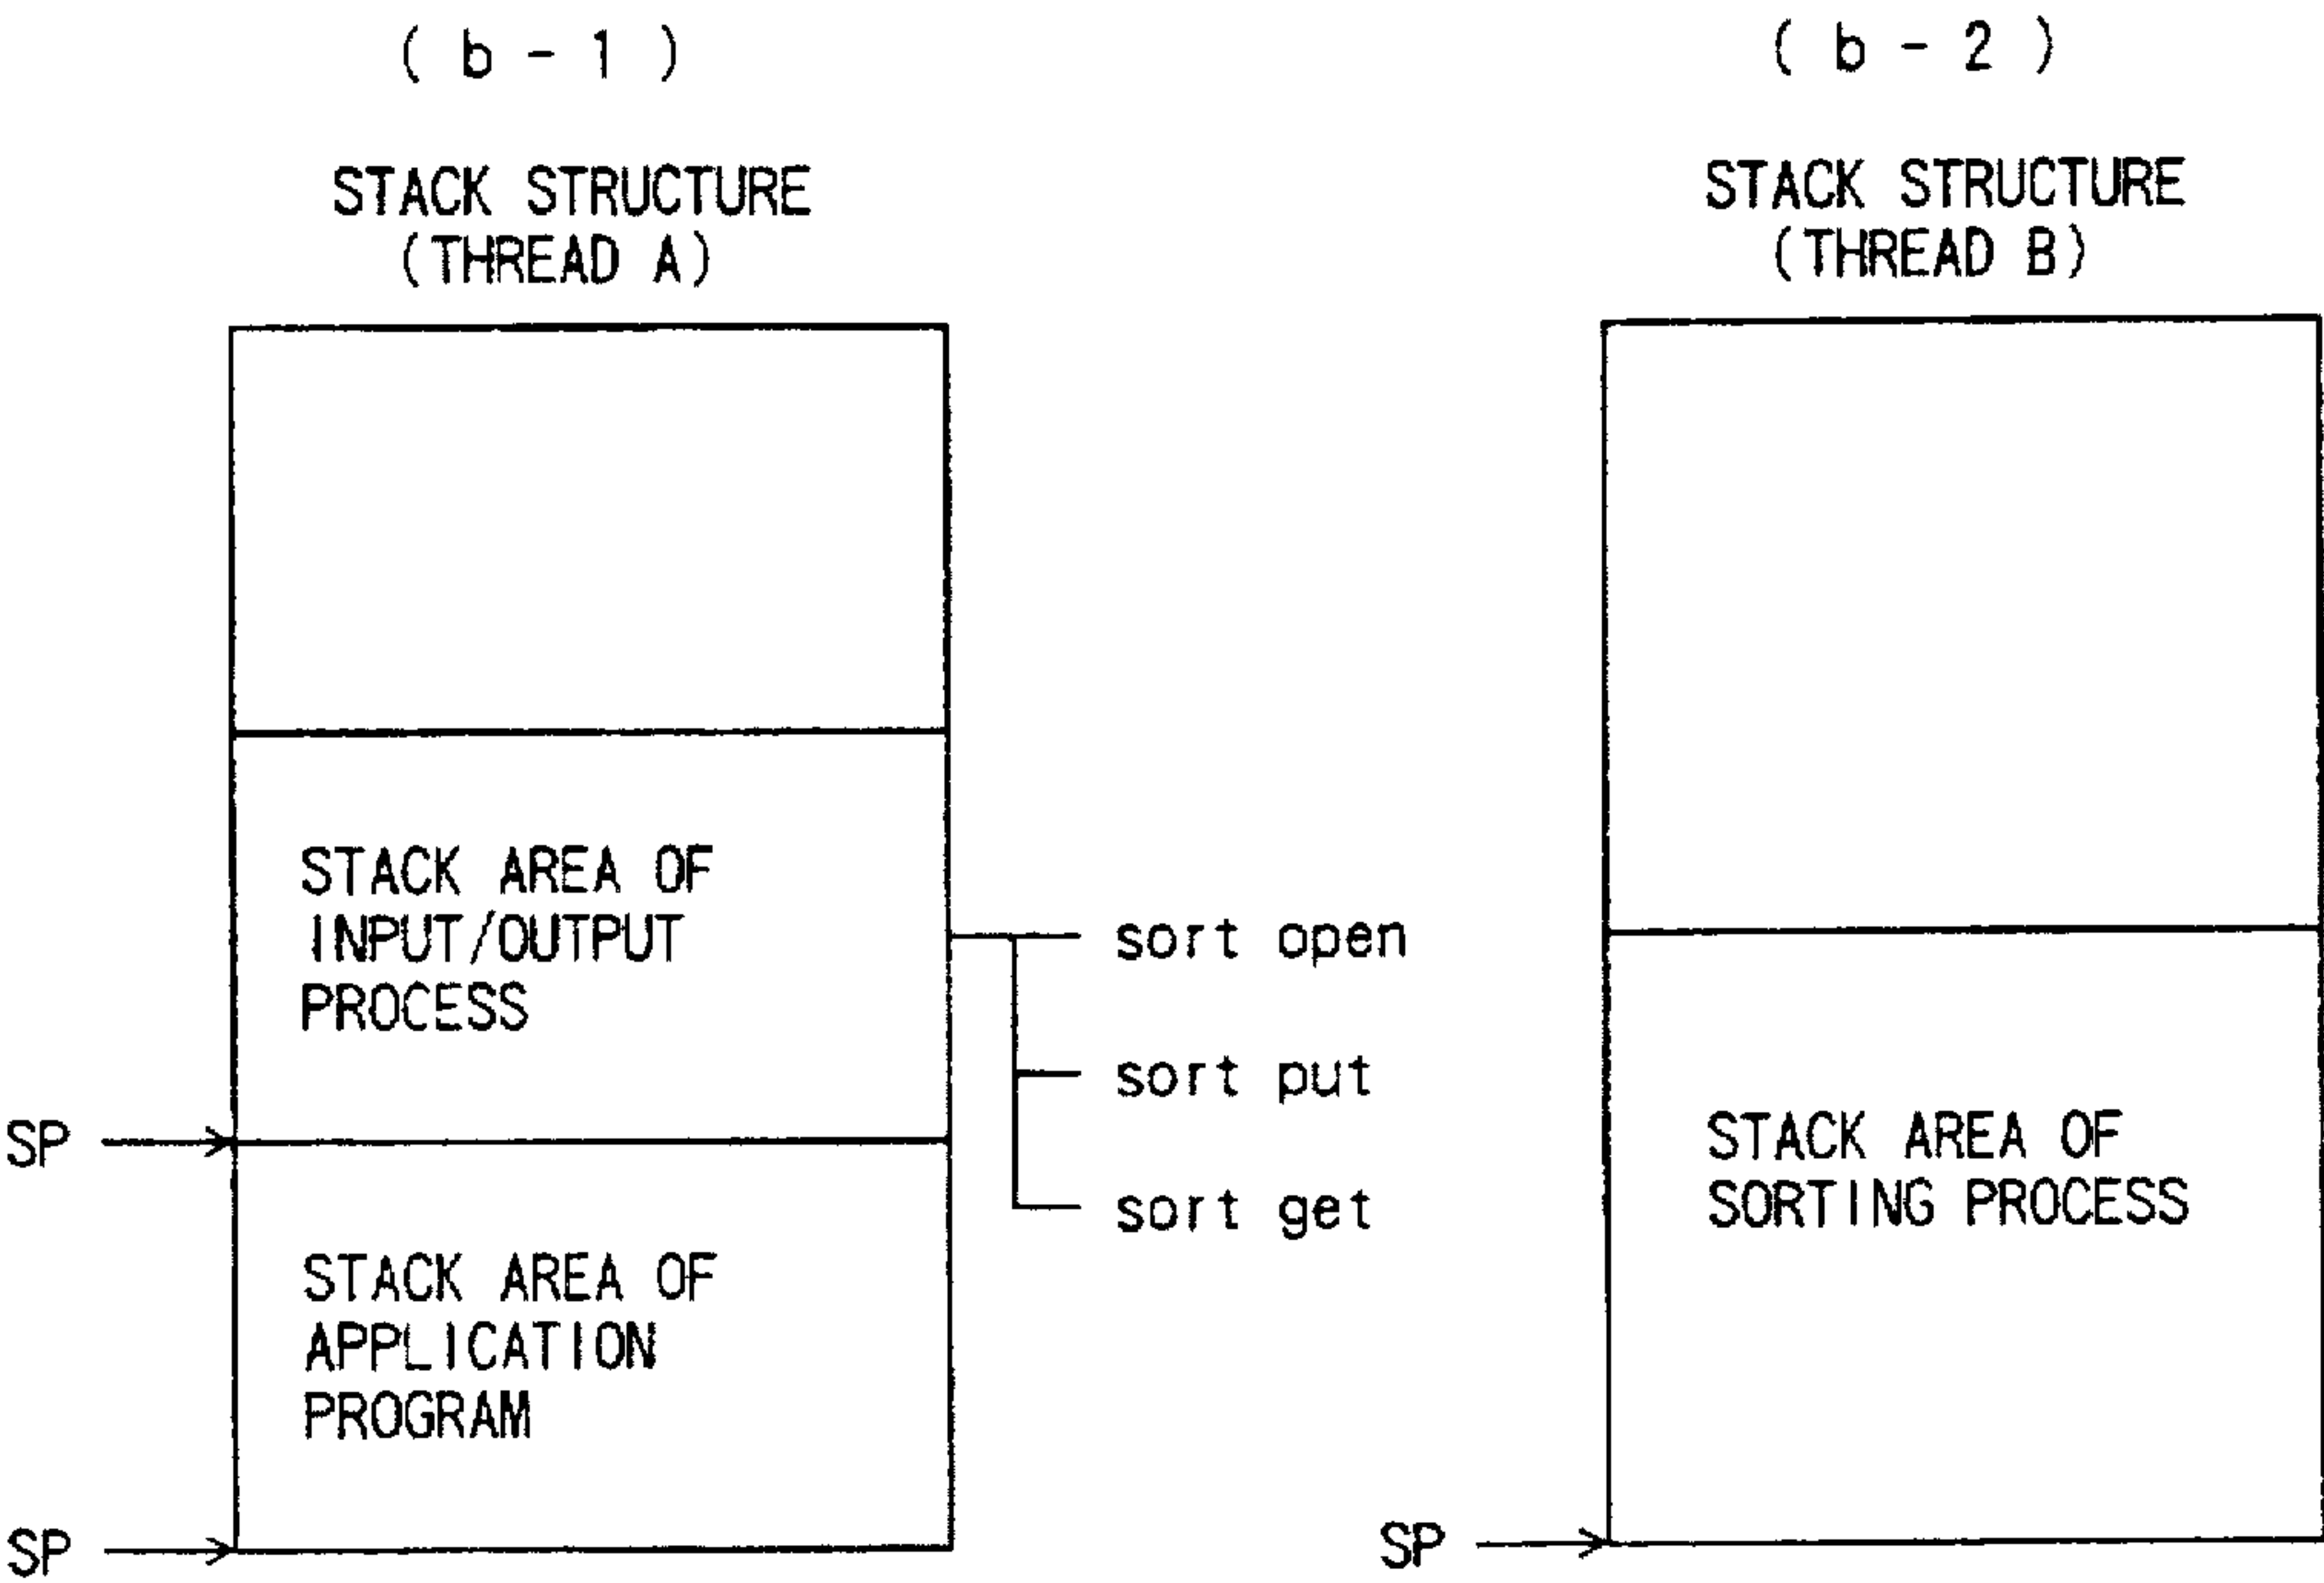 ( b - 1 )
STACK STRUCTURE
(THREAD A)
STACK AREA OF
INPUT/OUTPUT
PROCESS
sort open
sort put
sort get
SP
STACK AREA OF
APPLICATION
PROGRAM
SP
( b - 2 )
STACK STRUCTURE
(THREAD B)
STACK AREA OF
SORTING PROCESS
SP